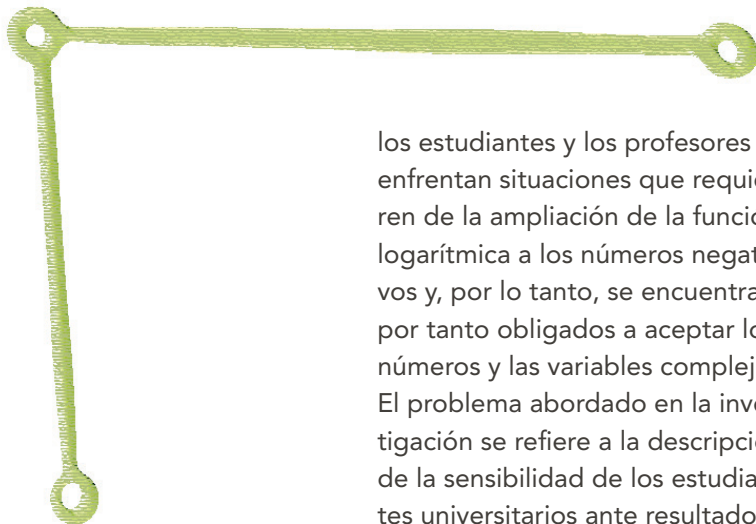 los estudiantes y los profesores
enfrentan situaciones que requie
ren de la ampliación de la funció
logarítmica a los números negat
vos y, por lo tanto, se encuentra
por tanto obligados a aceptar lo
números y las variables complej
El problema abordado en la inve
tigación se refiere a la descripci
de la sensibilidad de los estudia
tes universitarios ante resultado